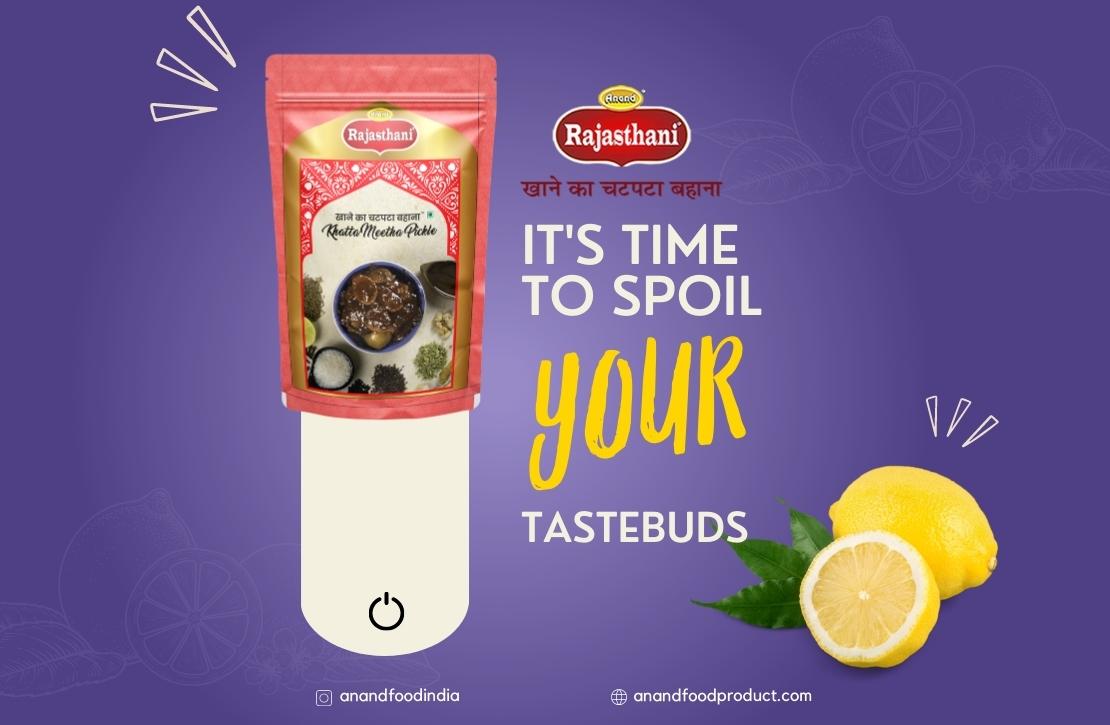 Anand
Rajasthani
खाने का चटपटा बहाना
Khatta Meetha Pickle
Anand
Rajasthani
खाने का चटपटा बहाना
IT'S TIME
TO SPOIL
YOUR
TASTEBUDS
anandfoodindia
anandfoodproduct.com